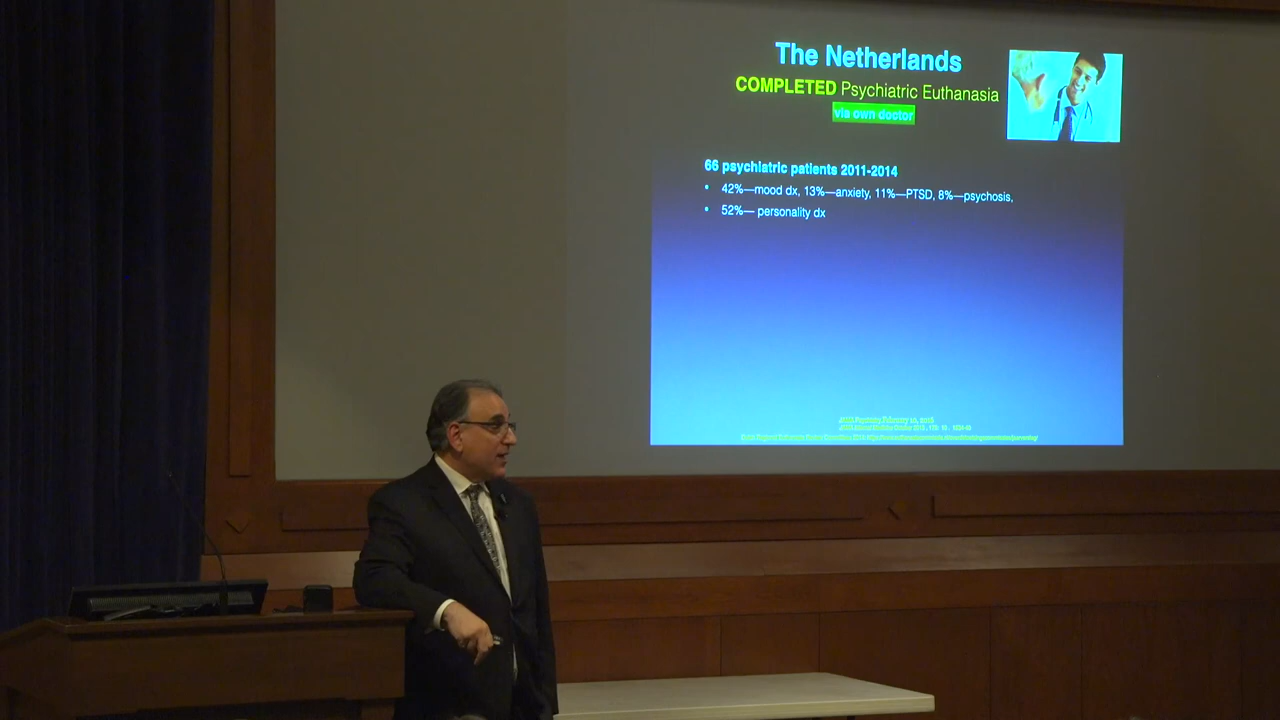 The Netherlands
COMPLETED Psychiatric Euthanasia
via own doctor
66 psychiatric patients 2011-2014
• 42%—mood dx, 13%—anxiety, 11%—PTSD, 8%—psychosis,
• 52%— personality dx